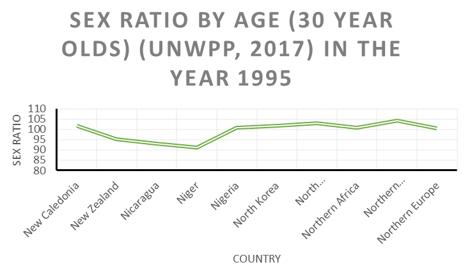 SEX RATIO BY AGE (30 YEAR
OLDS) (UNWPP, 2017) IN THE
YEAR 1995
SEX RATIO
110
105
100
95
90
85
80
New Caledonia
New Zealand
Nicaragua
Niger
Nigeria
North Korea
North...
Northern Africa
Northern...
Northern Europe
COUNTRY